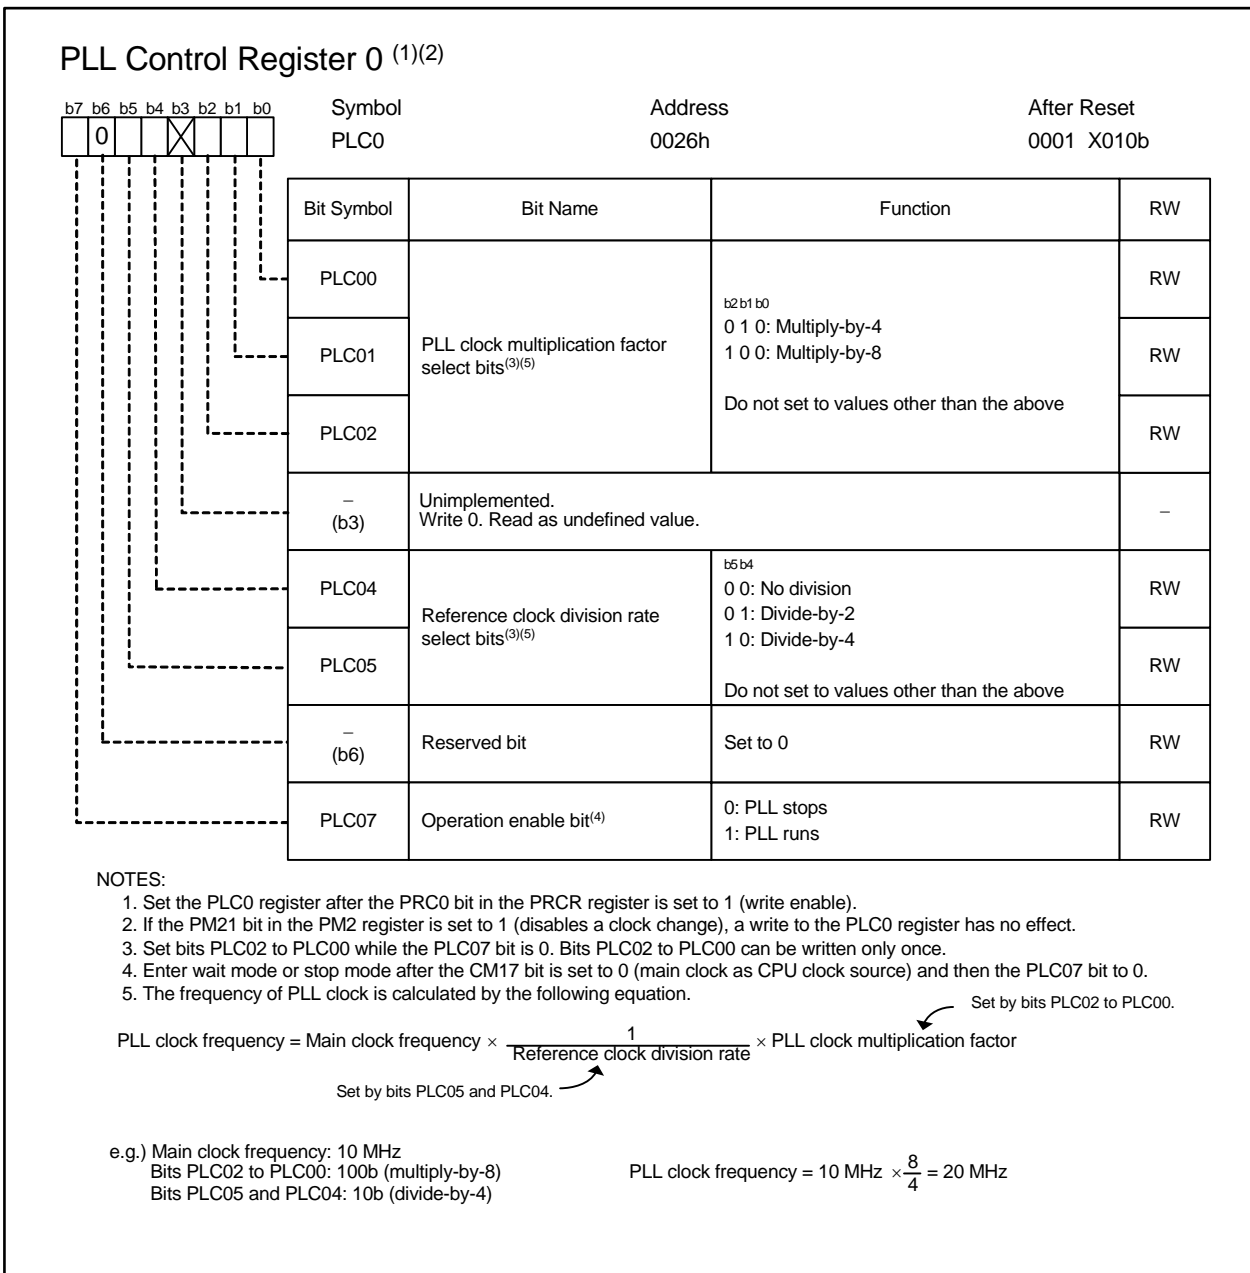 PLL Control Register 0 (1)(2)
b7 b6 b5 b4 b3 b2 b1 b0
0
Symbol Address After Reset
PLC0 0026h 0001 X010b
Bit Symbol Bit Name Function RW
PLC00 RW
PLC01 RW
PLC02 RW
PLL clock multiplication factor
select bits(3)(5)
b2 b1 b0
0 1 0: Multiply-by-4
1 0 0: Multiply-by-8
Do not set to values other than the above
–
(b3)
Unimplemented.
Write 0. Read as undefined value.
–
PLC04 RW
PLC05 RW
Reference clock division rate
select bits(3)(5)
b5 b4
0 0: No division
0 1: Divide-by-2
1 0: Divide-by-4
Do not set to values other than the above
–
(b6)
Reserved bit Set to 0 RW
PLC07 Operation enable bit(4)
0: PLL stops
1: PLL runs
RW
NOTES:
1. Set the PLC0 register after the PRC0 bit in the PRCR register is set to 1 (write enable).
2. If the PM21 bit in the PM2 register is set to 1 (disables a clock change), a write to the PLC0 register has no effect.
3. Set bits PLC02 to PLC00 while the PLC07 bit is 0. Bits PLC02 to PLC00 can be written only once.
4. Enter wait mode or stop mode after the CM17 bit is set to 0 (main clock as CPU clock source) and then the PLC07 bit to 0.
5. The frequency of PLL clock is calculated by the following equation.
Set by bits PLC02 to PLC00.
PLL clock frequency = Main clock frequency × 1 / Reference clock division rate × PLL clock multiplication factor
Set by bits PLC05 and PLC04.
e.g.) Main clock frequency: 10 MHz
Bits PLC02 to PLC00: 100b (multiply-by-8)
Bits PLC05 and PLC04: 10b (divide-by-4)
PLL clock frequency = 10 MHz × 8 / 4 = 20 MHz